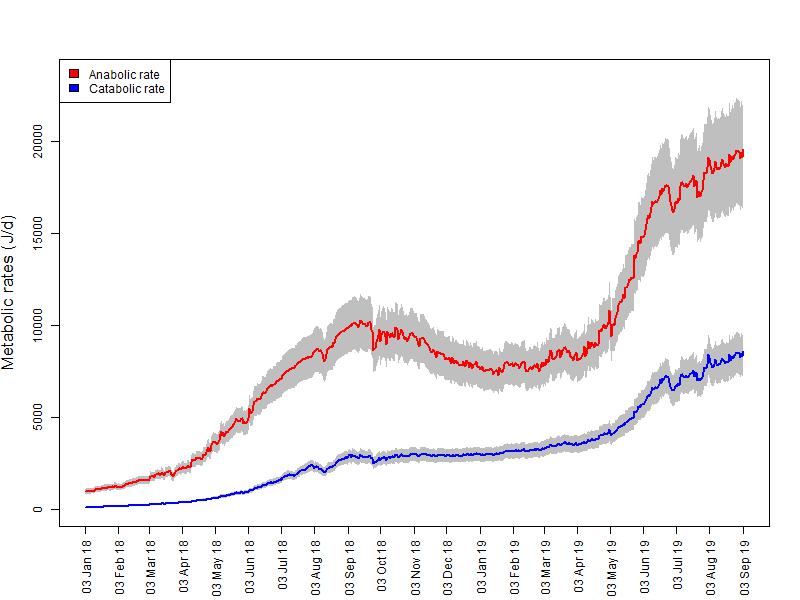 Anabolic rate
Catabolic rate
Metabolic rates (J/d)
20000
15000
10000
5000
0
03 Jan 18
03 Feb 18
03 Mar 18
03 Apr 18
03 May 18
03 Jun 18
03 Jul 18
03 Aug 18
03 Sep 18
03 Oct 18
03 Nov 18
03 Dec 18
03 Jan 19
03 Feb 19
03 Mar 19
03 Apr 19
03 May 19
03 Jun 19
03 Jul 19
03 Aug 19
03 Sep 19